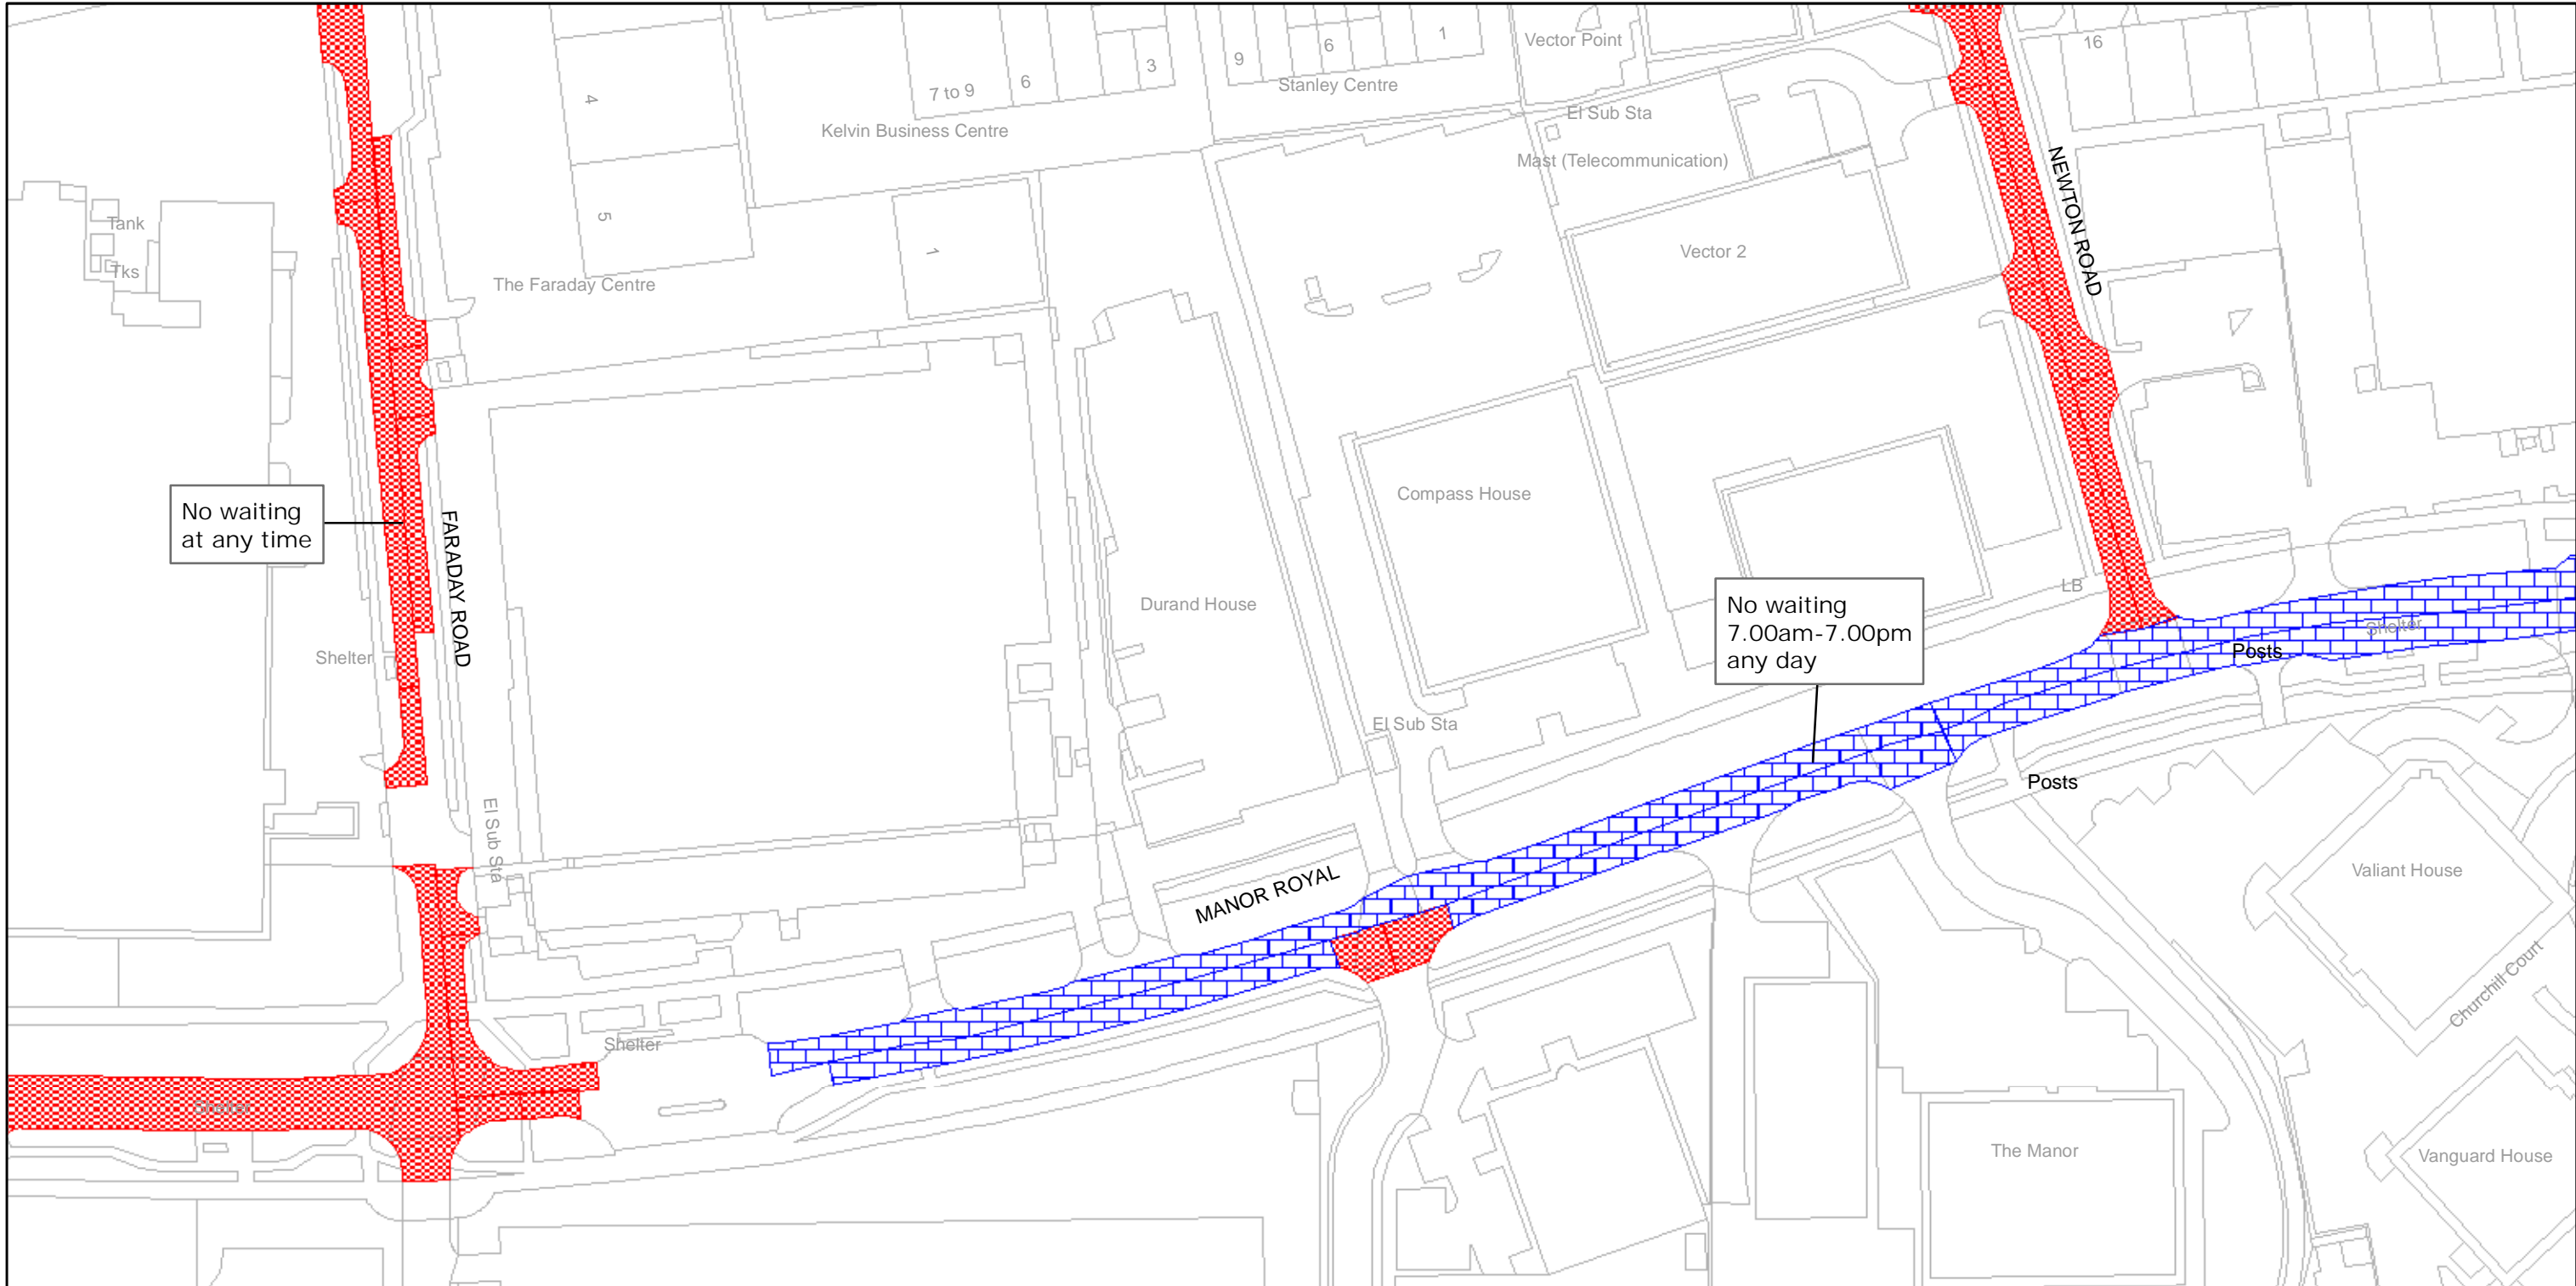 1
6
9
3
6
7 to 9
4
Vector Point
16
Stanley Centre
El Sub Sta
Kelvin Business Centre
Mast (Telecommunication)
NEWTON ROAD
Tank
5
1
Vector 2
Tks
The Faraday Centre
Compass House
No waiting
at any time
FARADAY ROAD
Durand House
LB
No waiting
7.00am-7.00pm
any day
Shelter
Posts
Shelter
El Sub Sta
Posts
El Sub Sta
MANOR ROYAL
Valiant House
Churchill Court
Shelter
Shelter
The Manor
Vanguard House